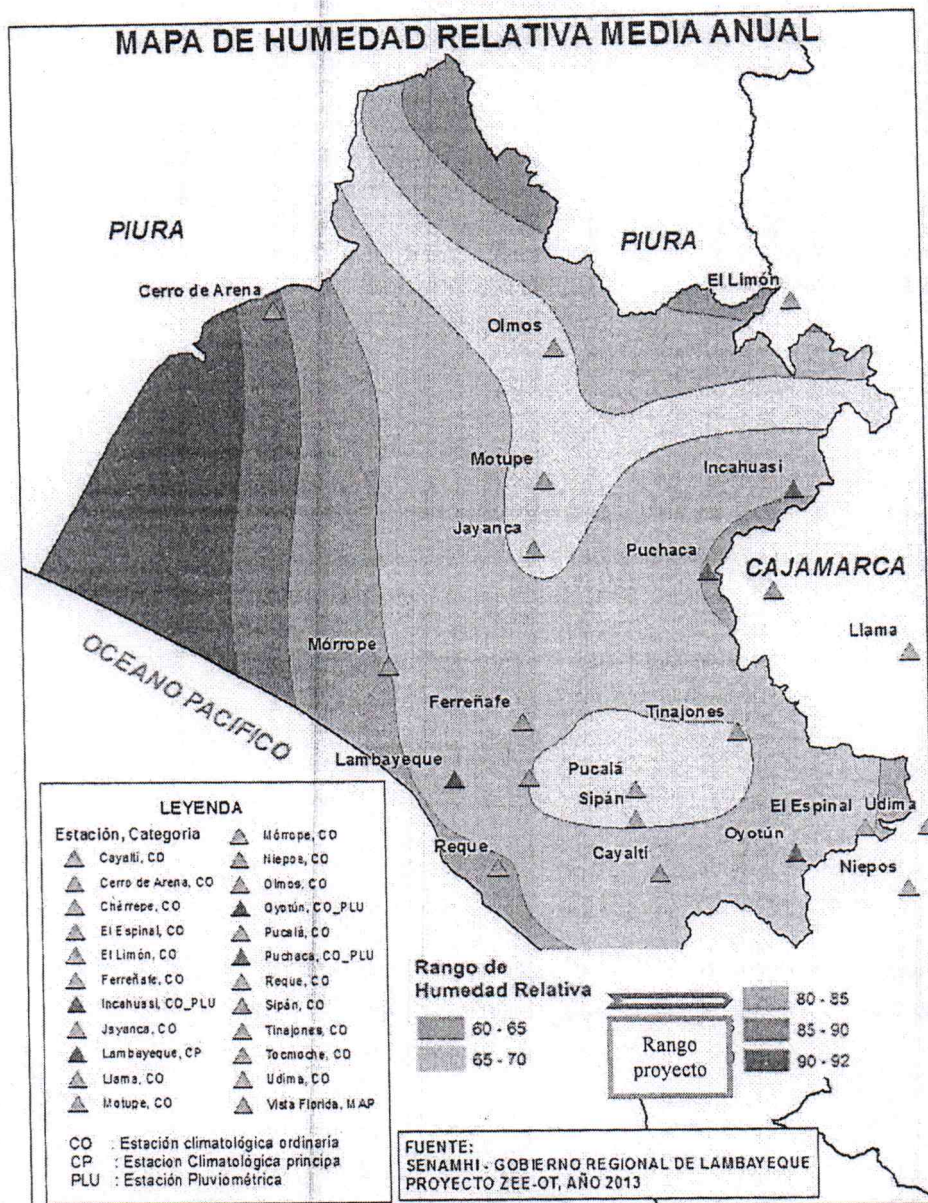 MAPA DE HUMEDAD RELATIVA MEDIA ANUAL
PIURA
PIURA
El Limón
Cerro de Arena
Olmos
Motupe
Incahuasi
Jayanca
Puchaca
CAJAMARCA
Llama
OCEANO PACIFICO
Mórrope
Ferreñafe
Tinajones
Lambayeque
Pucalá
Sipán
El Espinal
Udima
Oyotún
Reque
Cayaltí
Niepos
LEYENDA
Estación, Categoria
Cayaltí, CO
Cerro de Arena, CO
Chérrepe, CO
El Espinal, CO
El Limón, CO
Ferreñafe, CO
Incahuasi, CO_PLU
Jayanca, CO
Lambayeque, CP
Llama, CO
Motupe, CO
Mórrope, CO
Niepos, CO
Olmos, CO
Oyotún, CO_PLU
Pucalá, CO
Puchaca, CO_PLU
Reque, CO
Sipán, CO
Tinajones, CO
Tocmoche, CO
Udima, CO
Vista Florida, MAP
CO : Estación climatológica ordinaria
CP : Estacion Climatológica principa
PLU : Estación Pluviométrica
Rango de
Humedad Relativa
60 - 65
65 - 70
Rango
proyecto
80 - 85
85 - 90
90 - 92
FUENTE:
SENAMHI - GOBIERNO REGIONAL DE LAMBAYEQUE
PROYECTO ZEE-OT, AÑO 2013